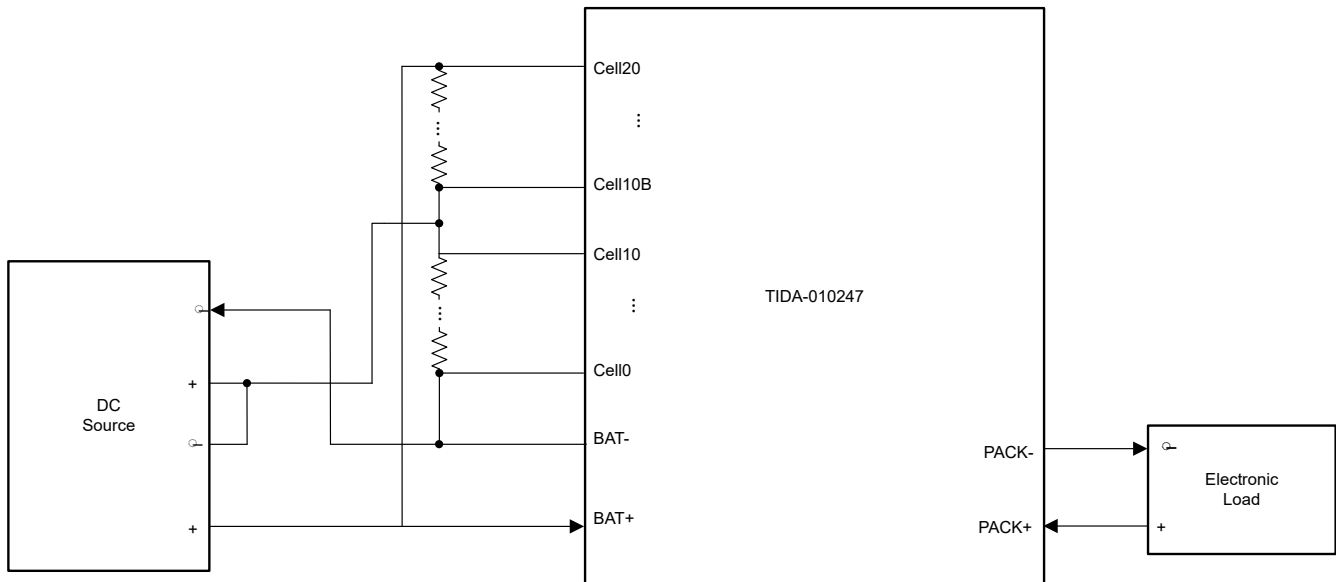 Cell20
...
Cell10B
Cell10
TIDA-010247
...
Cell0
DC
Source
-
+
-
+
BAT-
BAT+
PACK-
PACK+
Electronic
Load
-
+